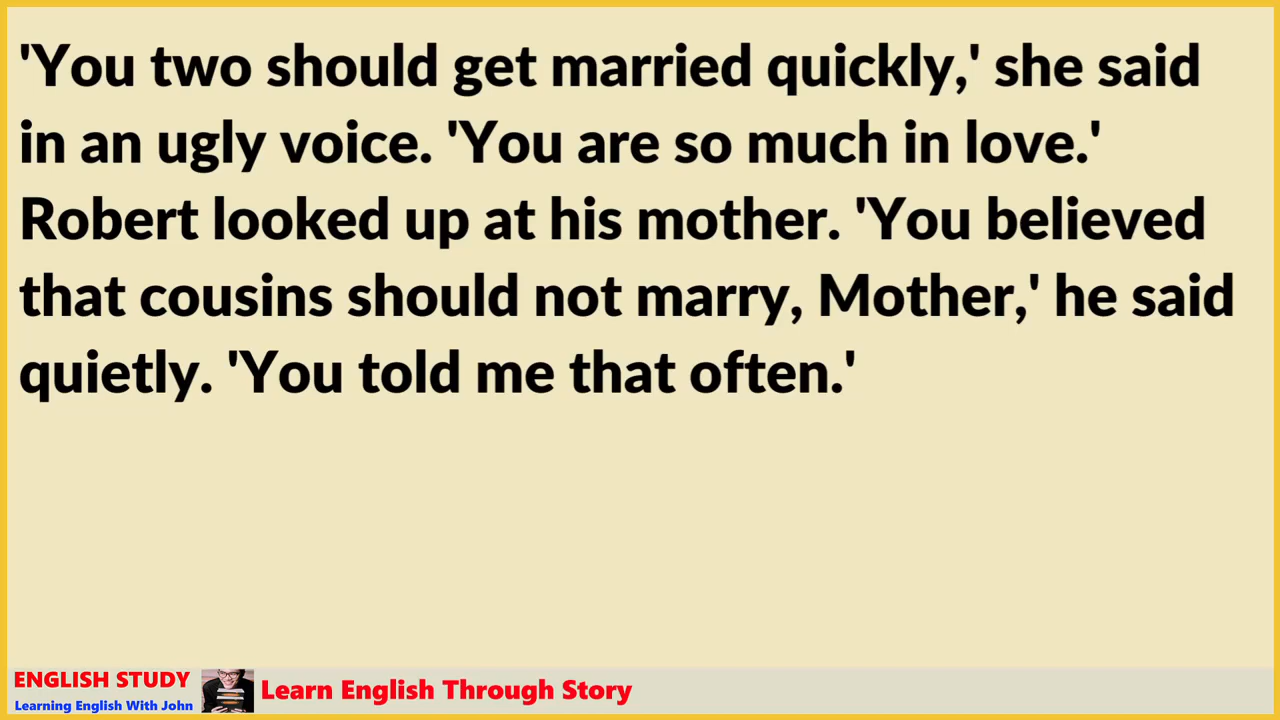 'You two should get married quickly,' she said
in an ugly voice. 'You are so much in love.'
Robert looked up at his mother. 'You believed
that cousins should not marry, Mother,' he said
quietly. 'You told me that often.'
ENGLISH STUDY
Learning English With John
Learn English Through Story